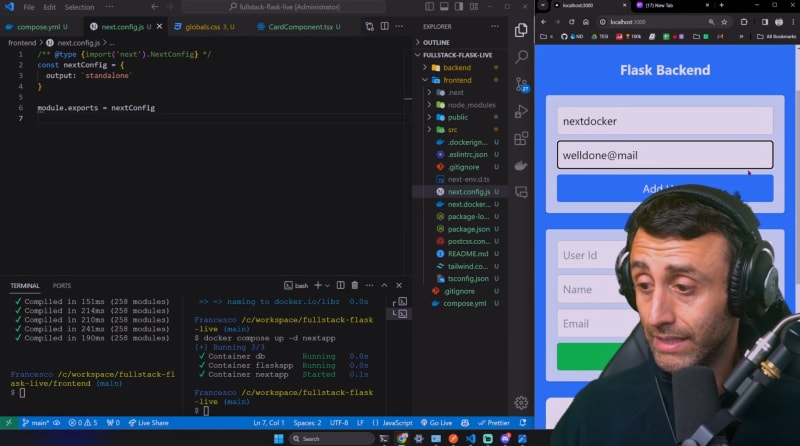 Edit
Selection
fullstack-flask-live [Administrator]
compose.yml U
next.config.js U
globals.css 2, U
CardComponent.tsx
frontend > next.config.js > ...
1 /** @type {import('next').NextConfig} */
2 const nextConfig = {
3 output: `standalone`
4 }
5
6 module.exports = nextConfig
7
EXPLORER
OUTLINE
FULLSTACK-FLASK-LIVE
backend
frontend
.next
node_modules
public
src
.dockerign... U
.eslintrc.json U
.gitignore U
next-env.d.ts
next.config.js U
next.docker... U
package-lo... U
package.json U
postcss.con... U
README.md U
tailwind.co... U
tsconfig.json U
.gitignore U
compose.yml U
27
TERMINAL
PORTS
bash
✓ Compiled in 151ms (258 modules)
✓ Compiled in 214ms (258 modules)
✓ Compiled in 210ms (258 modules)
✓ Compiled in 241ms (258 modules)
✓ Compiled in 190ms (258 modules)
Francesco /c/workspace/fullstack-fl
ask-live/frontend (main)
$
=> => naming to docker.io/libr 0.0s
Francesco /c/workspace/fullstack-flask
-live (main)
$ docker compose up -d nextapp
[+] Running 3/3
✓ Container db Running 0.0s
✓ Container flaskapp Running 0.0s
✓ Container nextapp Started 0.1s
Francesco /c/workspace/fullstack-flask
-live (main)
$
main*
0
5
0
Live Share
Ln 7, Col 1
Spaces: 2
UTF-8
LF
{} JavaScript
Go Live
Prettier
Search
localhost:3000
(17) New Tab
localhost:3000
Flask Backend
nextdocker
welldone@mail
Add U
User Id
Name
Email